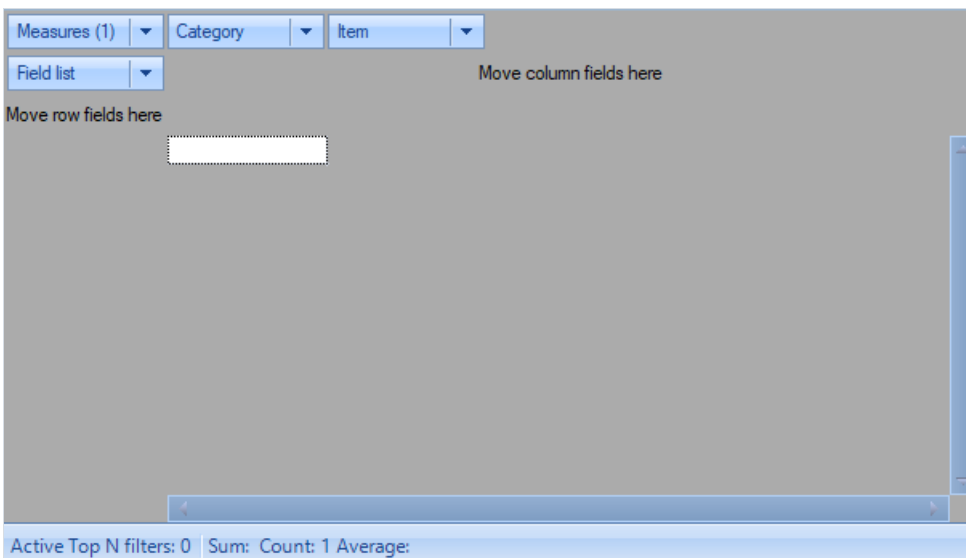 Measures (1) Category Item
Field list Move column fields here
Move row fields here
Active Top N filters: 0 Sum: Count: 1 Average: